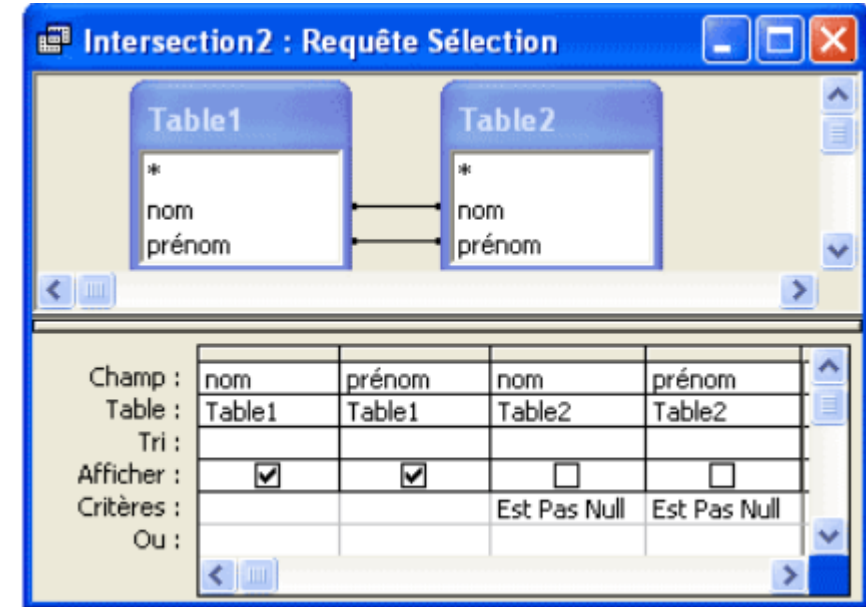 Intersection2 : Requête Sélection
Table1 Table2
* *
nom nom
prénom prénom
Champ : nom prénom nom prénom
Table : Table1 Table1 Table2 Table2
Tri :
Afficher :
Critères : Est Pas Null Est Pas Null
Ou :